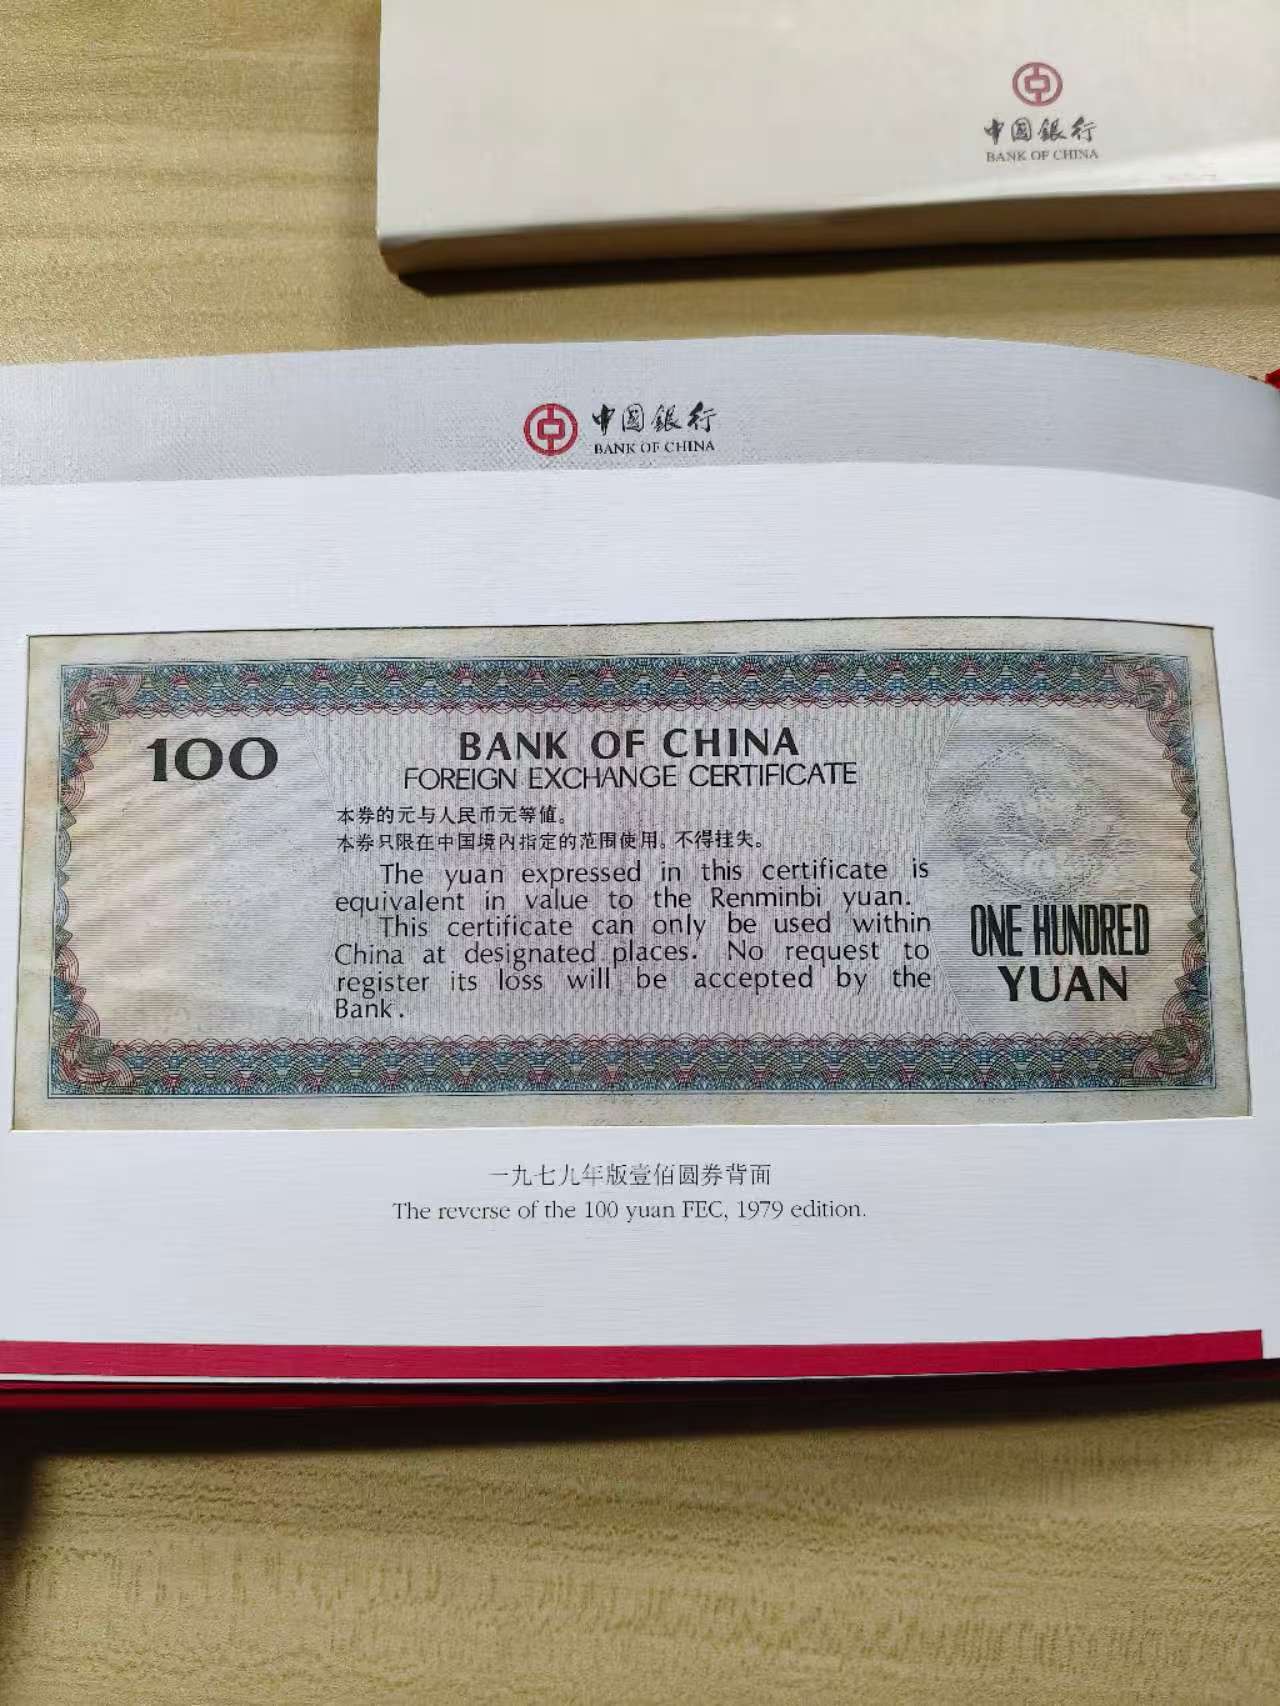 中国銀行
BANK OF CHINA
中国銀行
BANK OF CHINA
100
BANK OF CHINA
FOREIGN EXCHANGE CERTIFICATE
本券的元与人民币元等值。
本券只限在中国境内指定的范围使用。不得挂失。
The yuan expressed in this certificate is
equivalent in value to the Renminbi yuan.
This certificate can only be used within
China at designated places. No request to
register its loss will be accepted by the
Bank.
ONE HUNDRED
YUAN
一九七九年版壹佰圆券背面
The reverse of the 100 yuan FEC, 1979 edition.